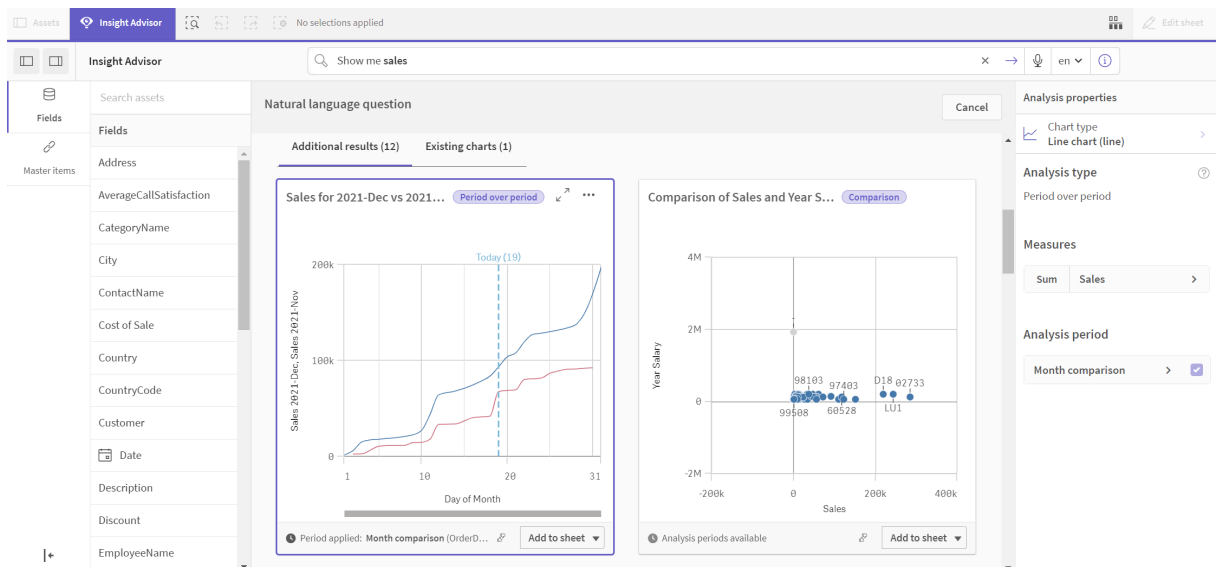 Assets
Insight Advisor
No selections applied
Edit sheet
Insight Advisor
Show me sales
en
Fields
Master items
Search assets
Fields
Address
AverageCallSatisfaction
CategoryName
City
ContactName
Cost of Sale
Country
CountryCode
Customer
Date
Description
Discount
EmployeeName
Natural language question
Cancel
Additional results (12)
Existing charts (1)
Sales for 2021-Dec vs 2021...
Period over period
Today (19)
200k
100k
0
Sales 2021-Dec, Sales 2021-Nov
1
10
20
31
Day of Month
Period applied: Month comparison (OrderD...
Add to sheet
Comparison of Sales and Year S...
Comparison
4M
2M
0
-2M
Year Salary
98103
97403
D18
02733
99508
60528
LU1
-200k
0
200k
400k
Sales
Analysis periods available
Add to sheet
Analysis properties
Chart type
Line chart (line)
Analysis type
Period over period
Measures
Sum
Sales
Analysis period
Month comparison